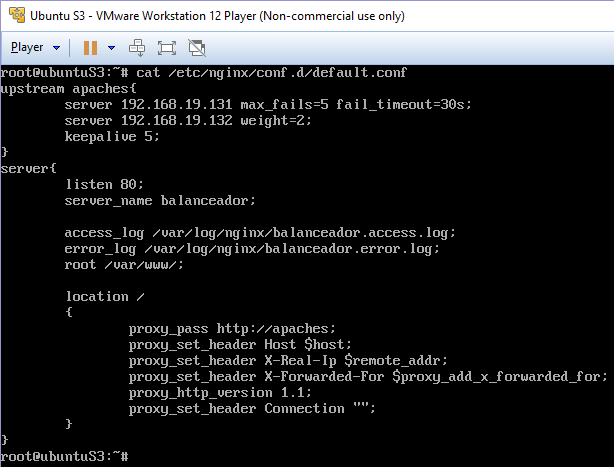 Ubuntu S3 - VMware Workstation 12 Player (Non-commercial use only)
Player
root@ubuntuS3:~# cat /etc/nginx/conf.d/default.conf
upstream apaches{
        server 192.168.19.131 max_fails=5 fail_timeout=30s;
        server 192.168.19.132 weight=2;
        keepalive 5;
}
server{
        listen 80;
        server_name balanceador;

        access_log /var/log/nginx/balanceador.access.log;
        error_log /var/log/nginx/balanceador.error.log;
        root /var/www/;

        location /
        {
                proxy_pass http://apaches;
                proxy_set_header Host $host;
                proxy_set_header X-Real-Ip $remote_addr;
                proxy_set_header X-Forwarded-For $proxy_add_x_forwarded_for;
                proxy_http_version 1.1;
                proxy_set_header Connection "";
        }
}
root@ubuntuS3:~#